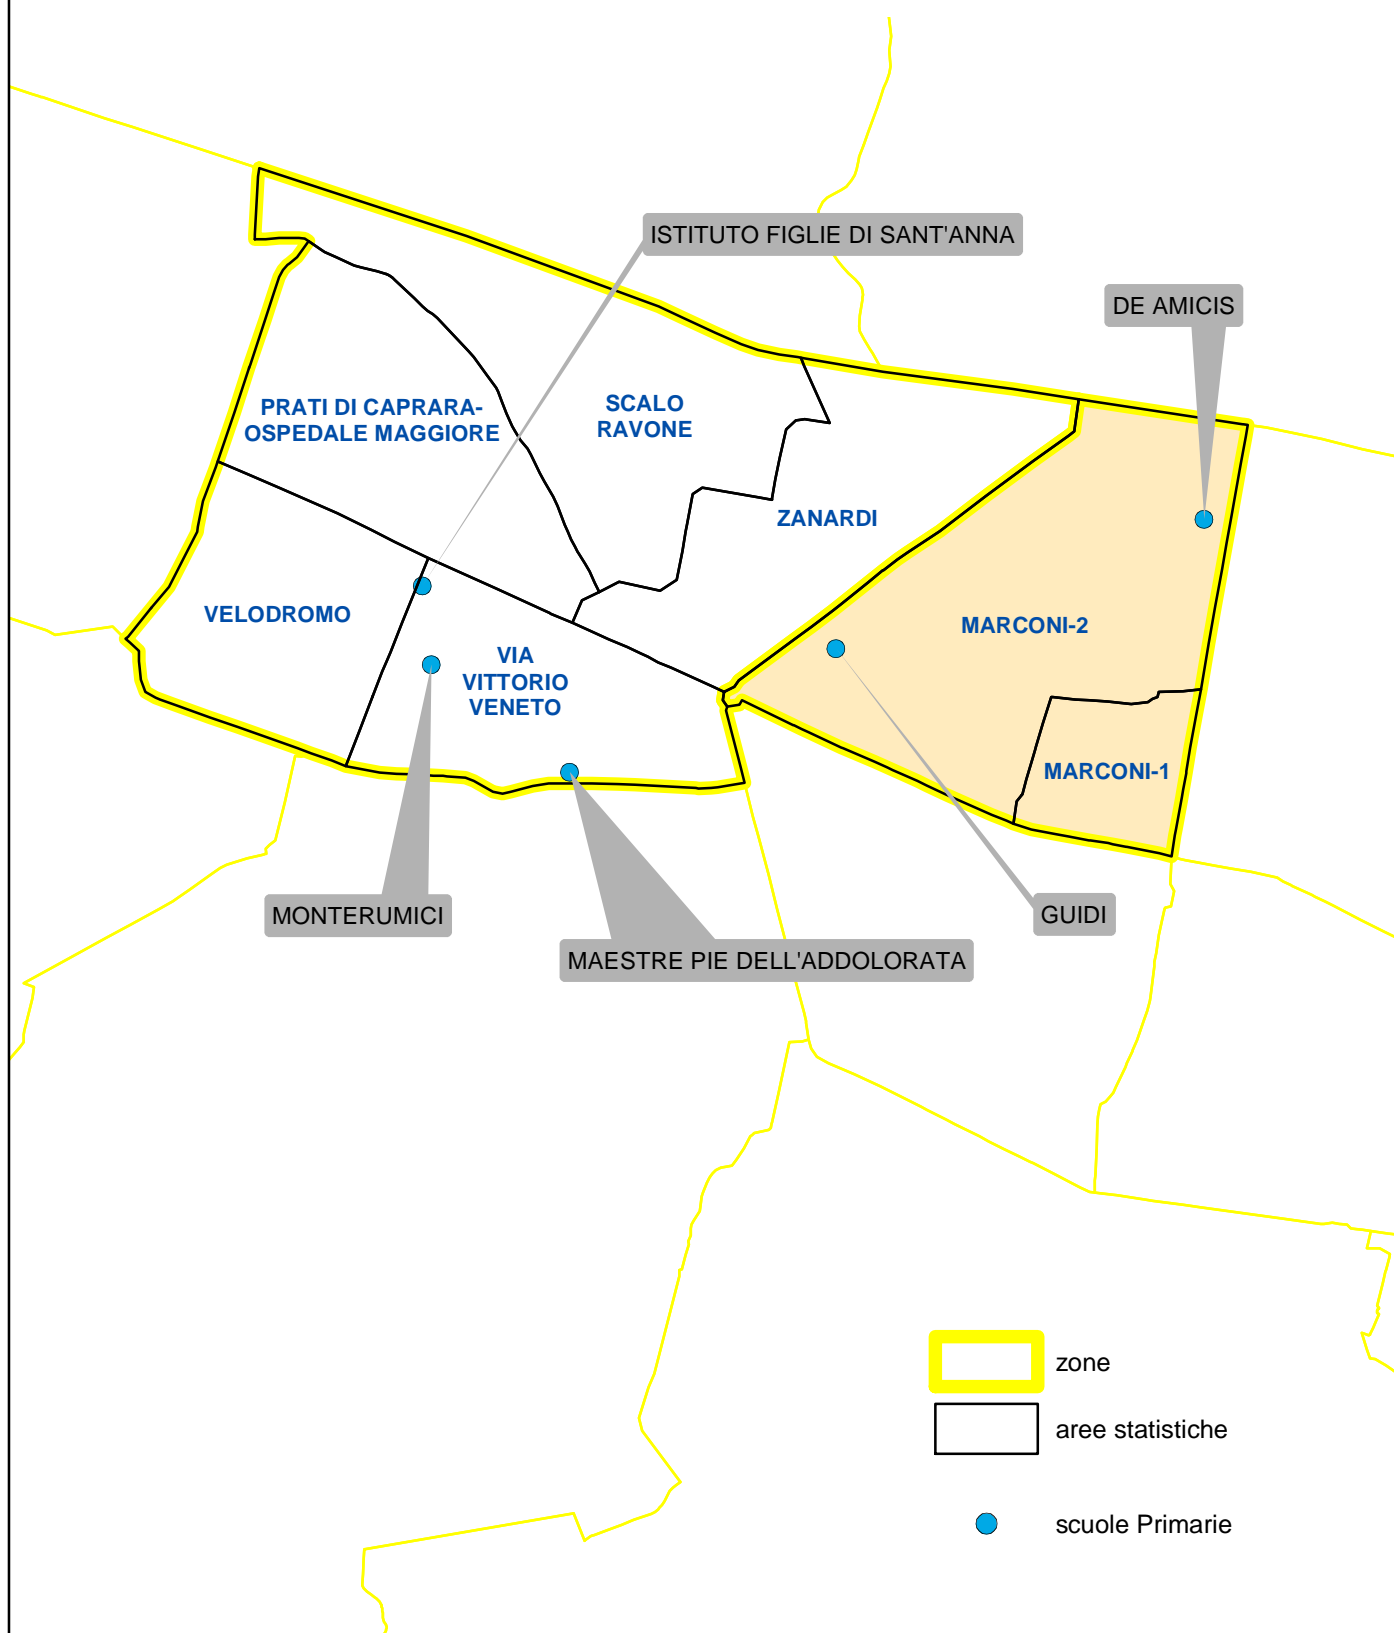 ISTITUTO FIGLIE DI SANT'ANNA
DE AMICIS
PRATI DI CAPRARA-
OSPEDALE MAGGIORE
SCALO
RAVONE
ZANARDI
VELODROMO
MARCONI-2
VIA
VITTORIO
VENETO
MARCONI-1
MONTERUMICI
GUIDI
MAESTRE PIE DELL'ADDOLORATA
zone
aree statistiche
scuole Primarie